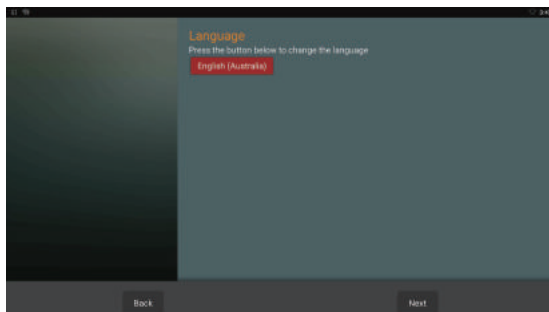 Language
Press the button below to change the language
English (Australia)
Back
Next